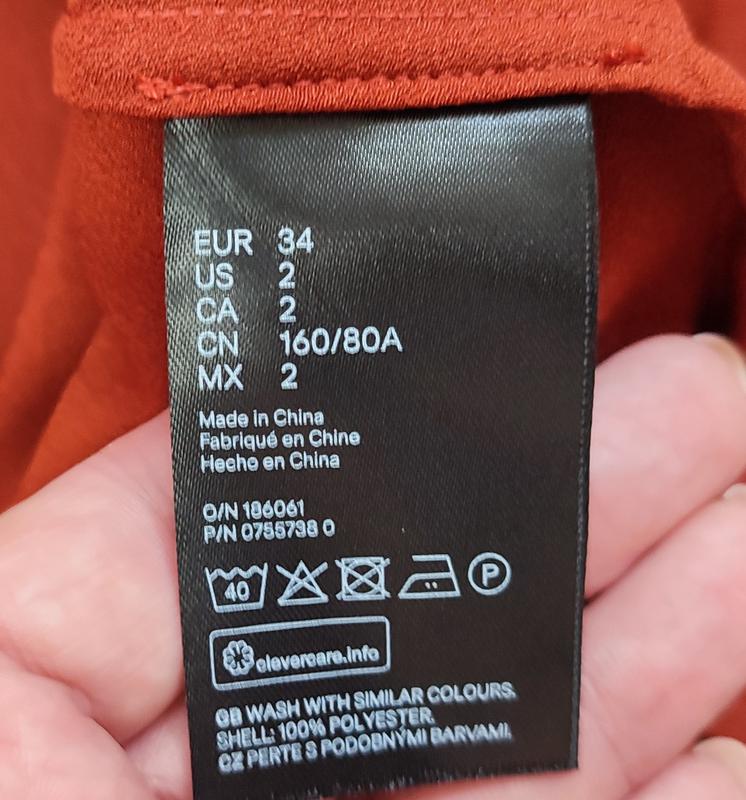 EUR 34
US 2
CA 2
CN 160/80A
MX 2
Made in China
Fabriqué en Chine
Hecho en China
O/N 186061
P/N 0755738 0
40
P
clevercare.info
GB WASH WITH SIMILAR COLOURS.
SHELL: 100% POLYESTER.
CZ PERTE S PODOBNÝMI BARVAMI.